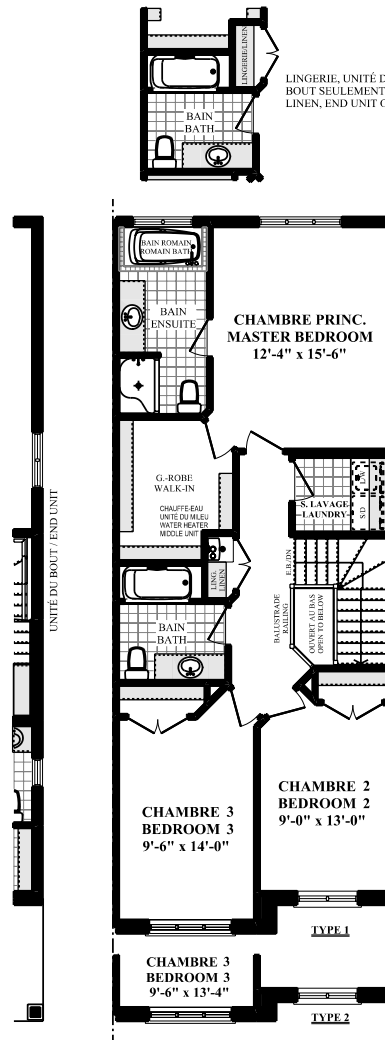 LINGERIE/LINEN
LINGERIE, UNITÉ D
BOUT SEULEMENT
LINEN, END UNIT O
BAIN
BATH
BAIN ROMAIN
ROMAN BATH
BAIN
ENSUITE
CHAMBRE PRINC.
MASTER BEDROOM
12'-4" x 15'-6"
G.-ROBE
WALK-IN
CHAUFFE-EAU
UNITÉ DU MILEU
WATER HEATER
MIDDLE UNIT
S. LAVAGE
LAUNDRY
L/W
S/D
UNITÉ DU BOUT / END UNIT
LING.
LINEN
E.B./DN
BALUSTRADE
RAILING
OUVERT AU BAS
OPEN TO BELOW
BAIN
BATH
CHAMBRE 3
BEDROOM 3
9'-6" x 14'-0"
CHAMBRE 2
BEDROOM 2
9'-0" x 13'-0"
TYPE 1
CHAMBRE 3
BEDROOM 3
9'-6" x 13'-4"
TYPE 2